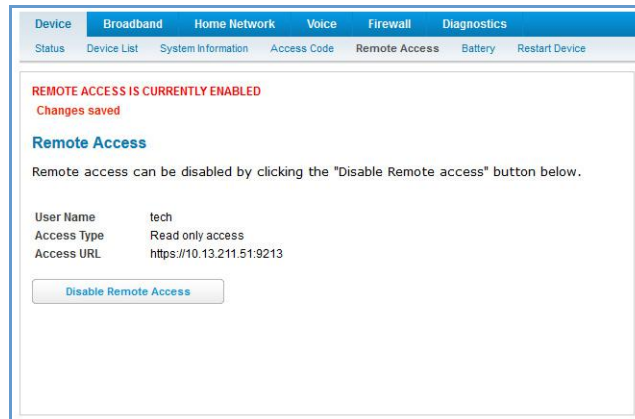 Device Broadband Home Network Voice Firewall Diagnostics
Status Device List System Information Access Code Remote Access Battery Restart Device
REMOTE ACCESS IS CURRENTLY ENABLED
Changes saved
Remote Access
Remote access can be disabled by clicking the "Disable Remote access" button below.
User Name tech
Access Type Read only access
Access URL https://10.13.211.51:9213
Disable Remote Access